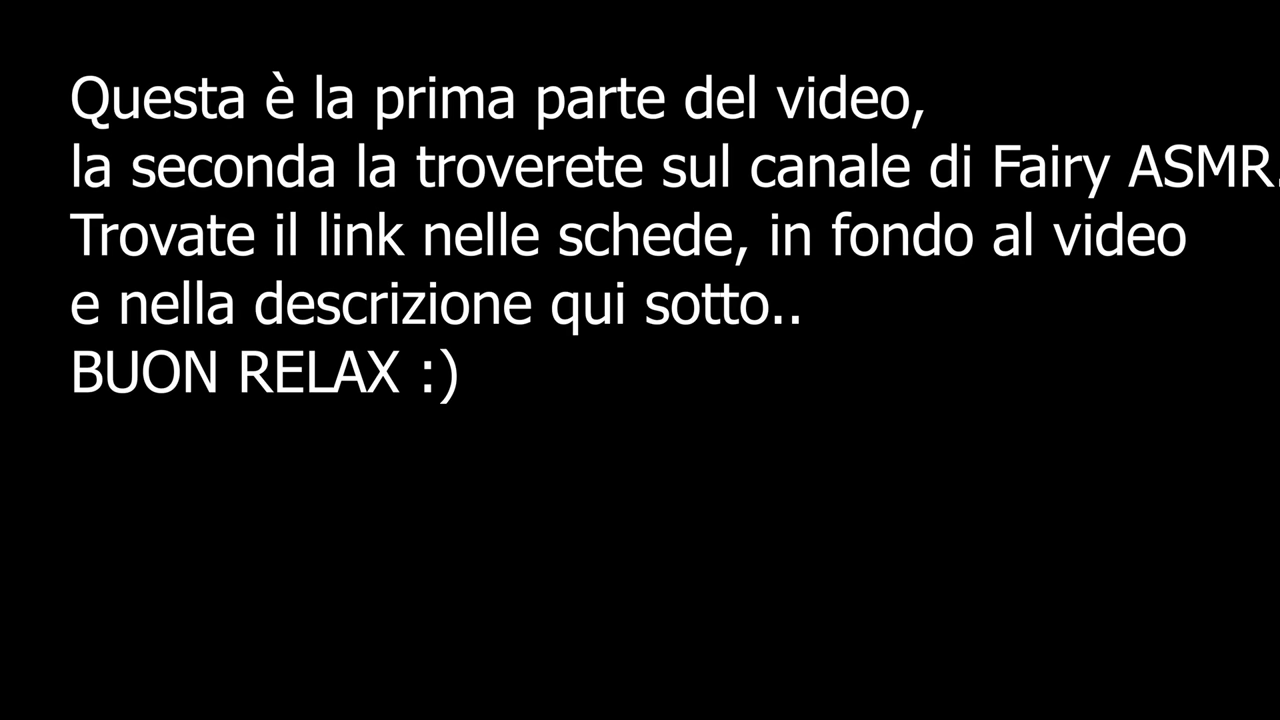 Questa è la prima parte del video,
la seconda la troverete sul canale di Fairy ASMR.
Trovate il link nelle schede, in fondo al video
e nella descrizione qui sotto..
BUON RELAX :)